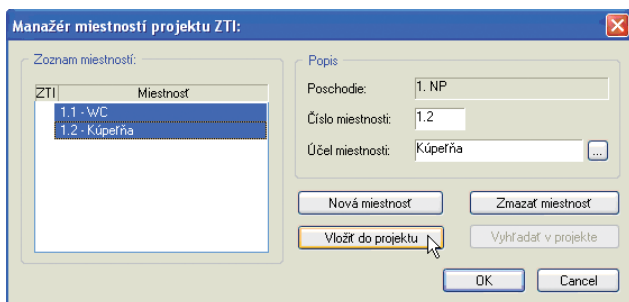 Manažér miestností projektu ZTI:
Zoznam miestností:
ZTI Miestnosť
1.1 - WC
1.2 - Kúpeľňa
Popis
Poschodie: 1. NP
Číslo miestnosti: 1.2
Účel miestnosti: Kúpeľňa ...
Nová miestnosť Zmazať miestnosť
Vložiť do projektu Vyhľadať v projekte
OK Cancel